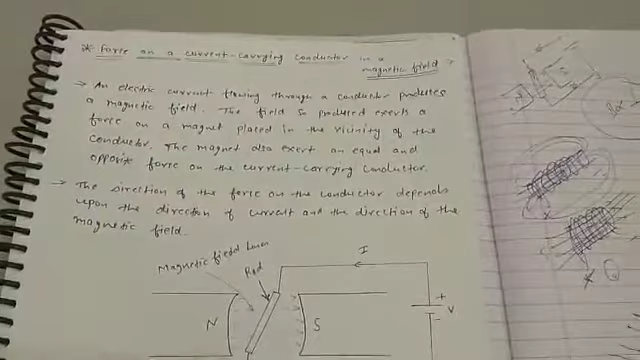 * Force on a current-carrying conductor in a
magnetic field :-
→ An electric current flowing through a conductor produces
a magnetic field. The field so produced exerts a
force on a magnet placed in the vicinity of the
conductor. The magnet also exert an equal and
opposite force on the current-carrying conductor.
→ The direction of the force on the conductor depends
upon the direction of current and the direction of the
magnetic field.
Magnetic field lines
Rod
I
N
S
+
V
-